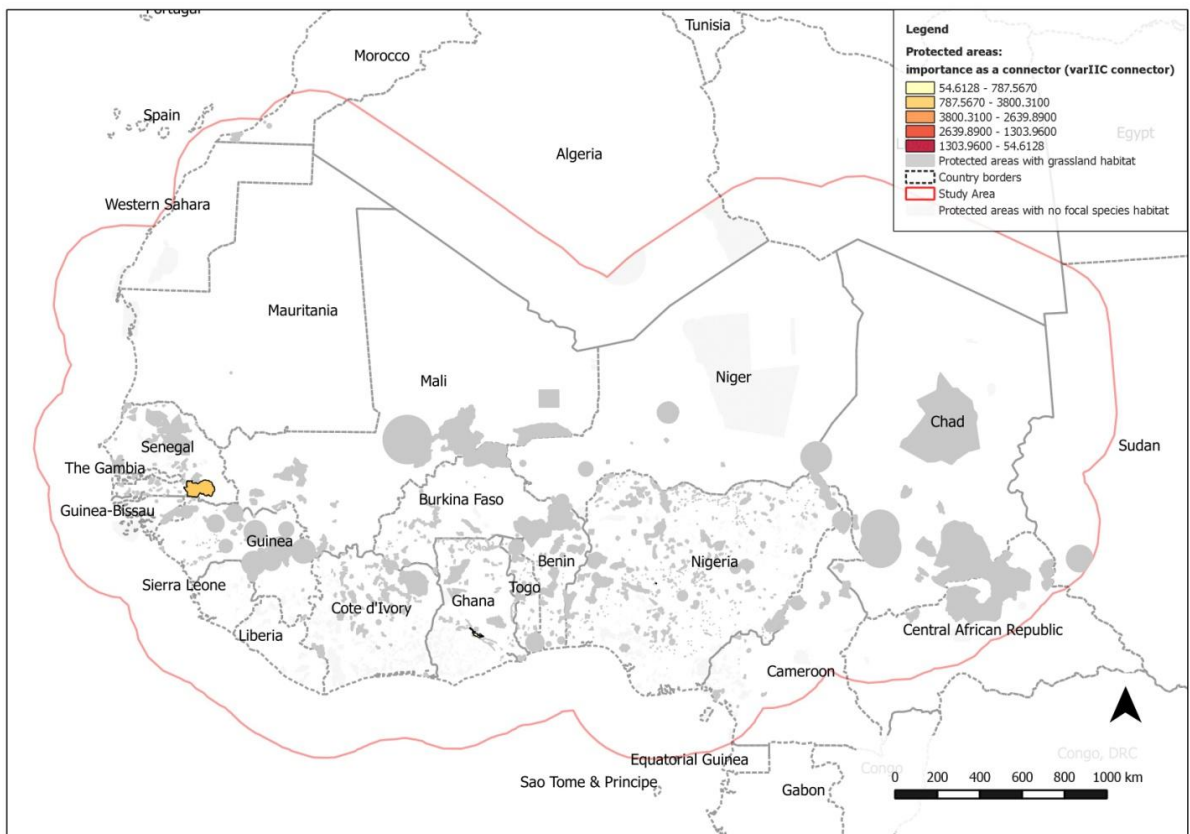 Portugal
Tunisia
Morocco
Spain
Algeria
Western Sahara
Mauritania
Mali
Niger
Chad
Sudan
Senegal
The Gambia
Guinea-Bissau
Burkina Faso
Guinea
Benin
Nigeria
Togo
Sierra Leone
Cote d'Ivory
Ghana
Liberia
Central African Republic
Cameroon
Equatorial Guinea
Sao Tome & Principe
Gabon
Congo
Congo, DRC
Egypt
Legend
Protected areas:
importance as a connector (varIIC connector)
54.6128 - 787.5670
787.5670 - 3800.3100
3800.3100 - 2639.8900
2639.8900 - 1303.9600
1303.9600 - 54.6128
Protected areas with grassland habitat
Country borders
Study Area
Protected areas with no focal species habitat
0 200 400 600 800 1000 km